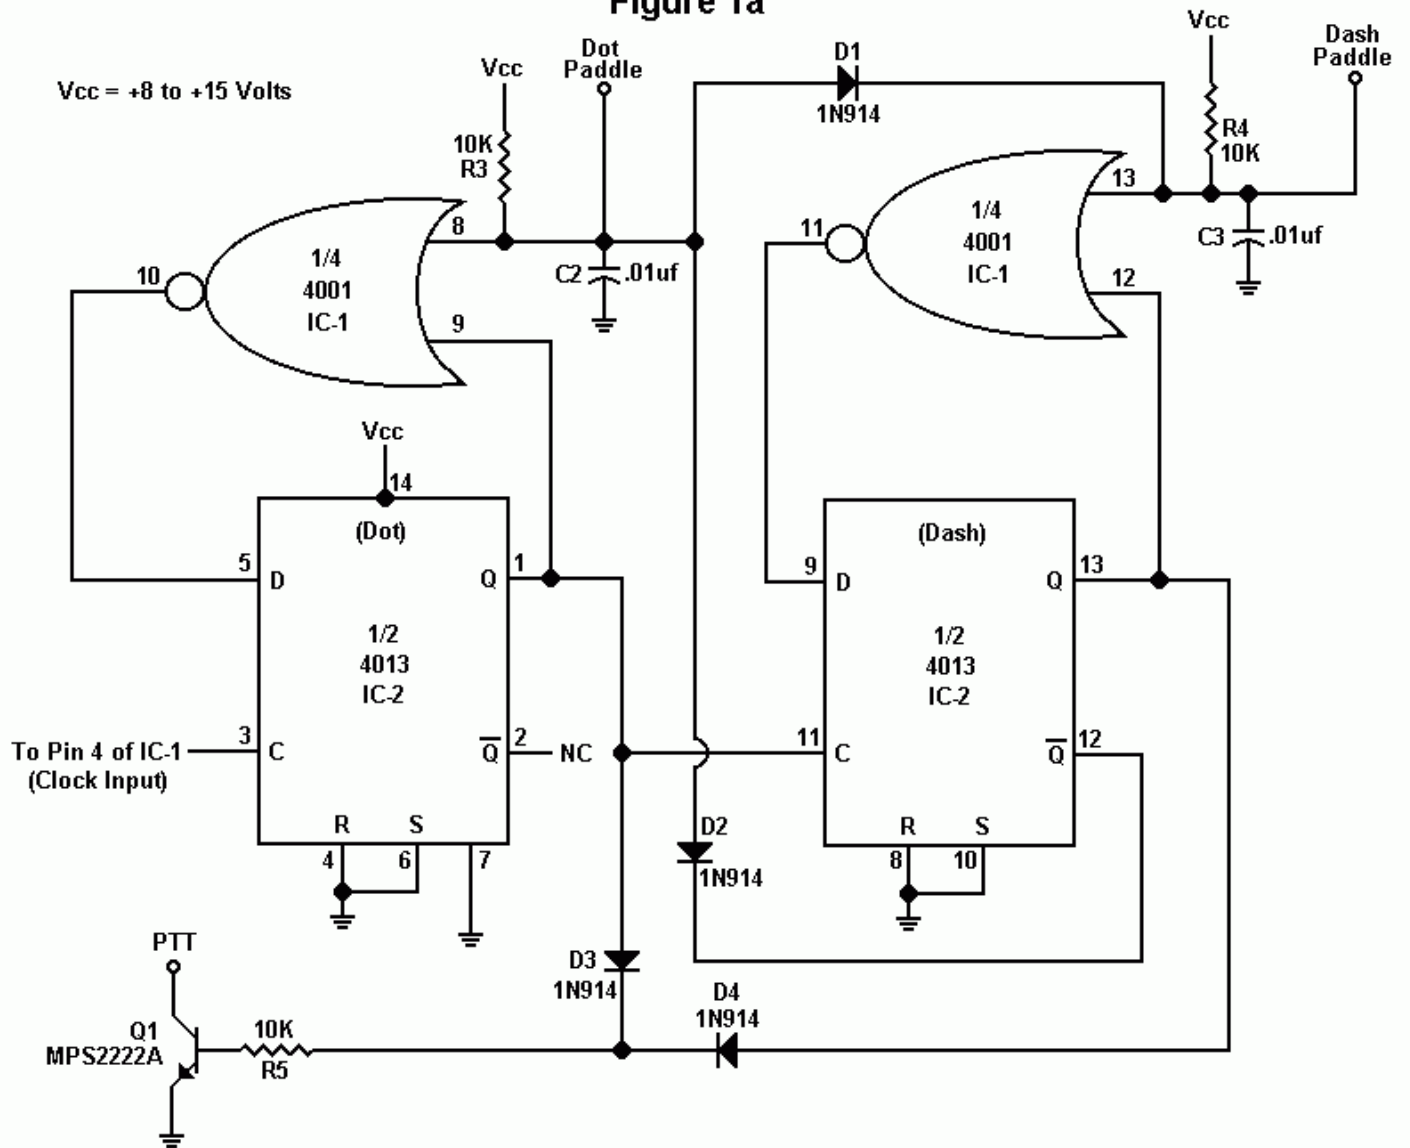 Figure 1a
Vcc = +8 to +15 Volts
Vcc
Dot
Paddle
10K
R3
D1
1N914
Vcc
Dash
Paddle
R4
10K
8
9
10
1/4
4001
IC-1
C2
.01uf
11
13
12
1/4
4001
IC-1
C3
.01uf
Vcc
14
(Dot)
5
D
Q
1
1/2
4013
IC-2
To Pin 4 of IC-1
(Clock Input)
3
C
Q
2
NC
R
S
4
6
7
(Dash)
9
D
Q
13
1/2
4013
IC-2
11
C
Q
12
R
S
8
10
D2
1N914
D3
1N914
D4
1N914
PTT
Q1
MPS2222A
10K
R5